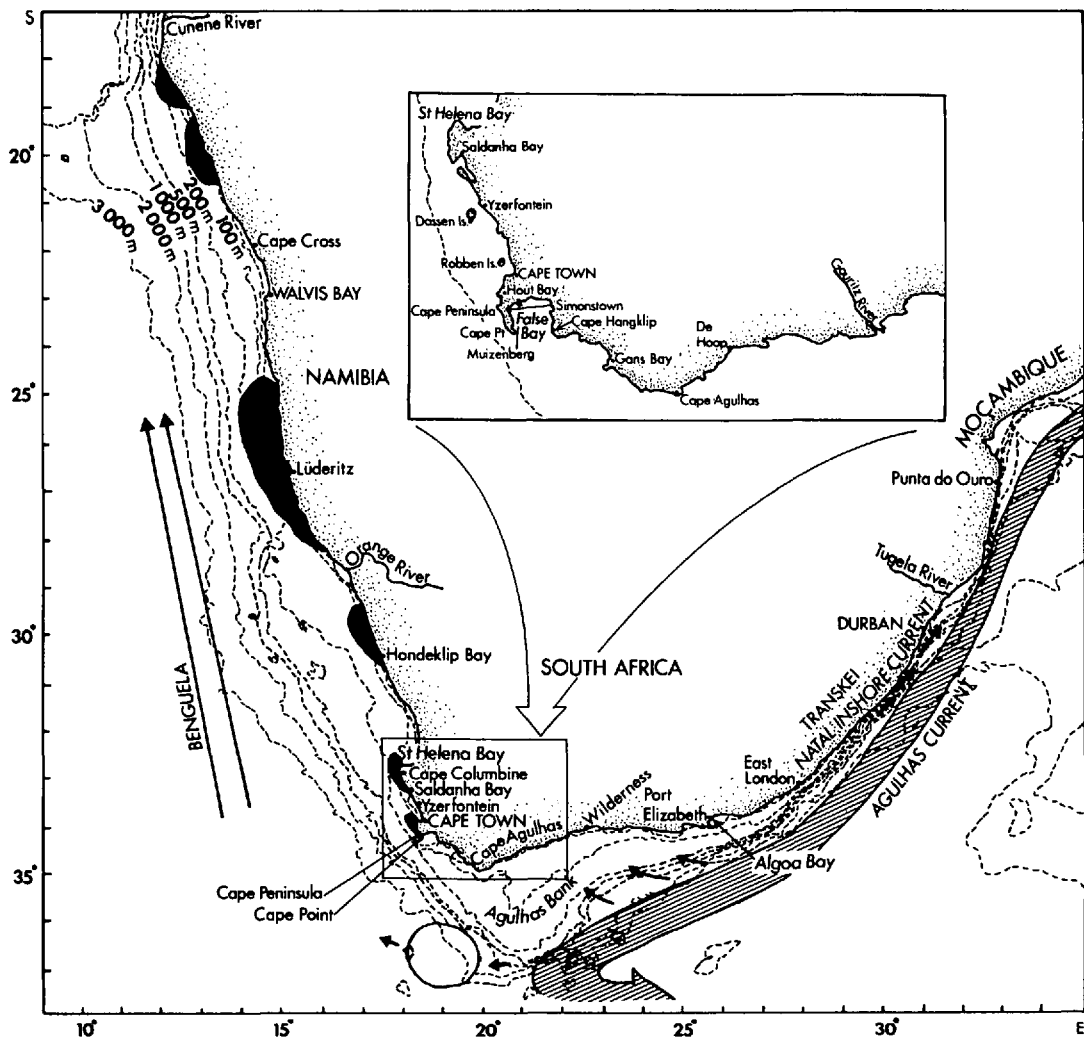 S
Cunene River
20°
3 000 m
2 000 m
1 000 m
500 m
200 m
100 m
Cape Cross
WALVIS BAY
NAMIBIA
25°
Lüderitz
Orange River
30°
Hondeklip Bay
BENGUELA
SOUTH AFRICA
St Helena Bay
Cape Columbine
Saldanha Bay
Yzerfontein
CAPE TOWN
Cape Agulhas
Wilderness
Port
Elizabeth
East
London
Algoa Bay
35°
Cape Peninsula
Cape Point
Agulhas Bank
TRANSKEI
NATAL INSHORE CURRENT
AGULHAS CURRENT
DURBAN
Tugela River
Punta do Ouro
MOÇAMBIQUE
St Helena Bay
Saldanha Bay
Yzerfontein
Dassen Is.
Robben Is.
CAPE TOWN
Hout Bay
Simonstown
Cape Peninsula
False
Bay
Cape Hangklip
Cape Pt
Muizenberg
Gans Bay
De
Hoop
Gouritz River
Cape Agulhas
10°
15°
20°
25°
30°
E